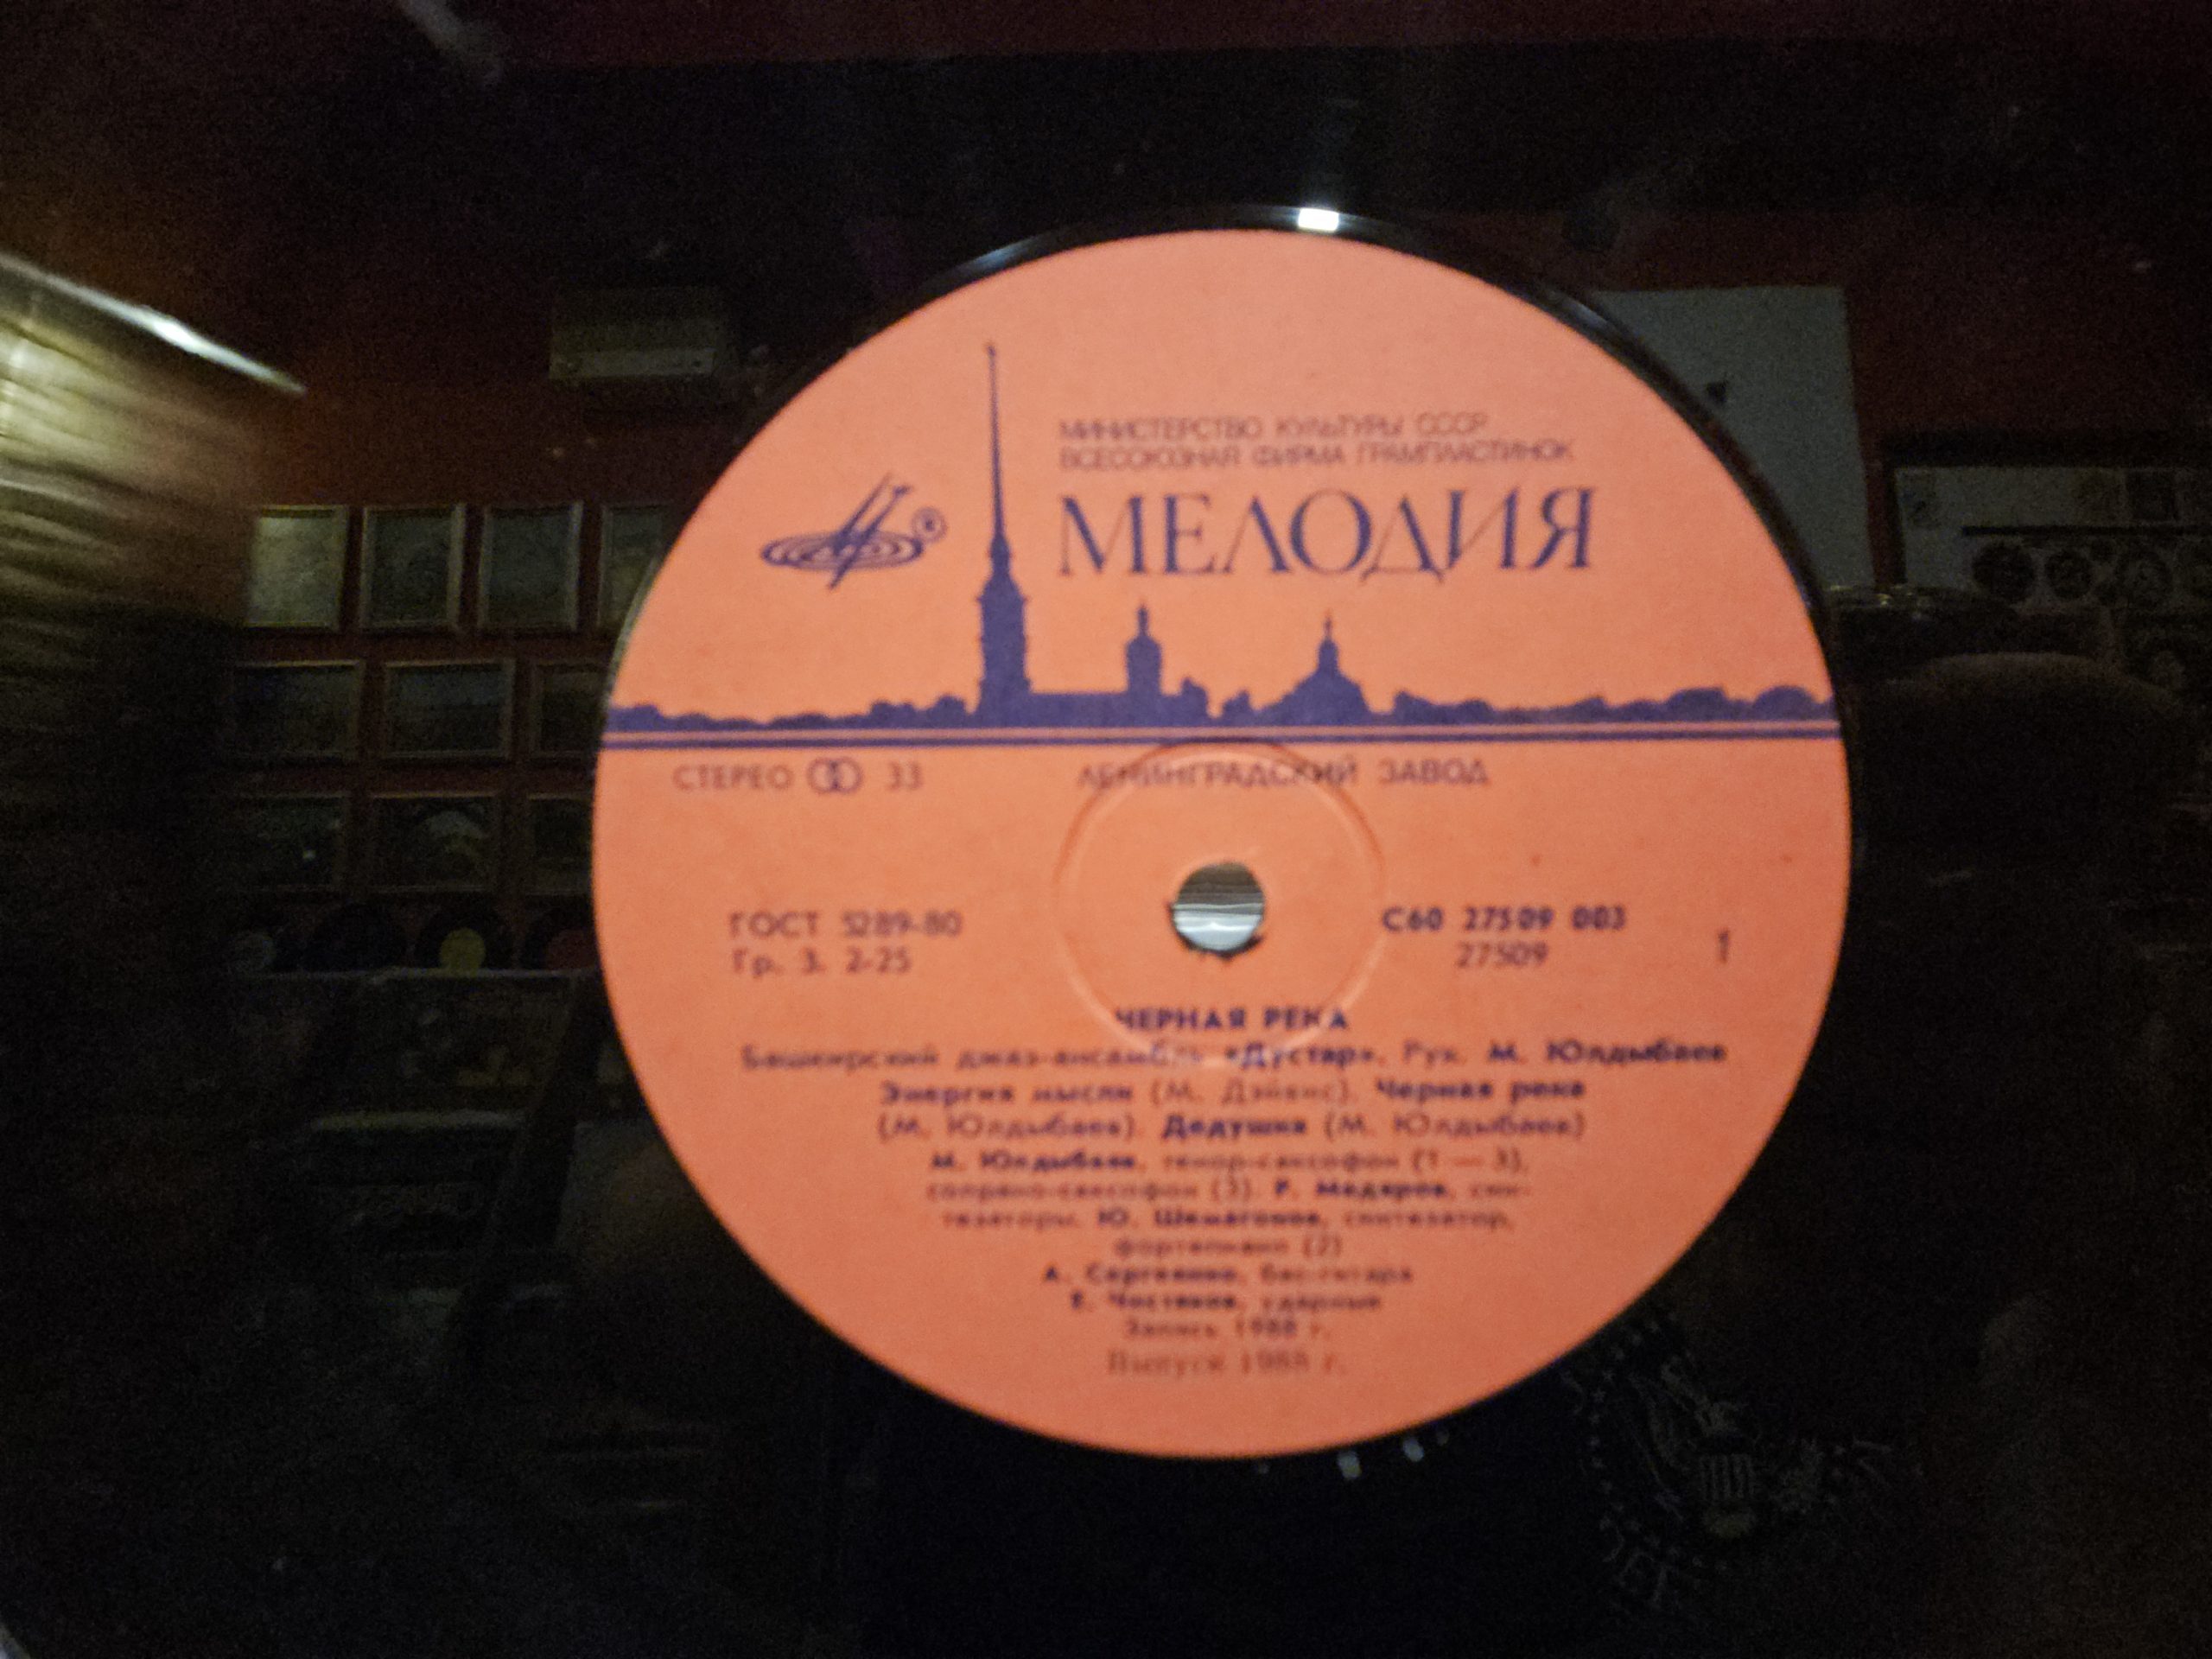 МИНИСТЕРСТВО КУЛЬТУРЫ СССР
ВСЕСОЮЗНАЯ ФИРМА ГРАМПЛАСТИНОК
МЕЛОДИЯ
СТЕРЕО 33
ЛЕНИНГРАДСКИЙ ЗАВОД
ГОСТ 5289-80
Гр. 3. 2-25
С60 27509 003
27509
1
ЧЕРНАЯ РЕКА
Башкирский джаз-ансамбль «Дустар». Рук. М. Юлдыбаев
Энергия мысли (М. Дэйвис). Черная река
(М. Юлдыбаев). Дедушка (М. Юлдыбаев)
М. Юлдыбаев, тенор-саксофон (1 — 3),
сопрано-саксофон (3). Р. син-
тезаторы. Ю. Шемагонов, синтезатор,
фортепиано (2)
А. Сергиенко, бас-гитара
Е. Чистяков, ударные
Запись 1988 г.
Выпуск 1988 г.